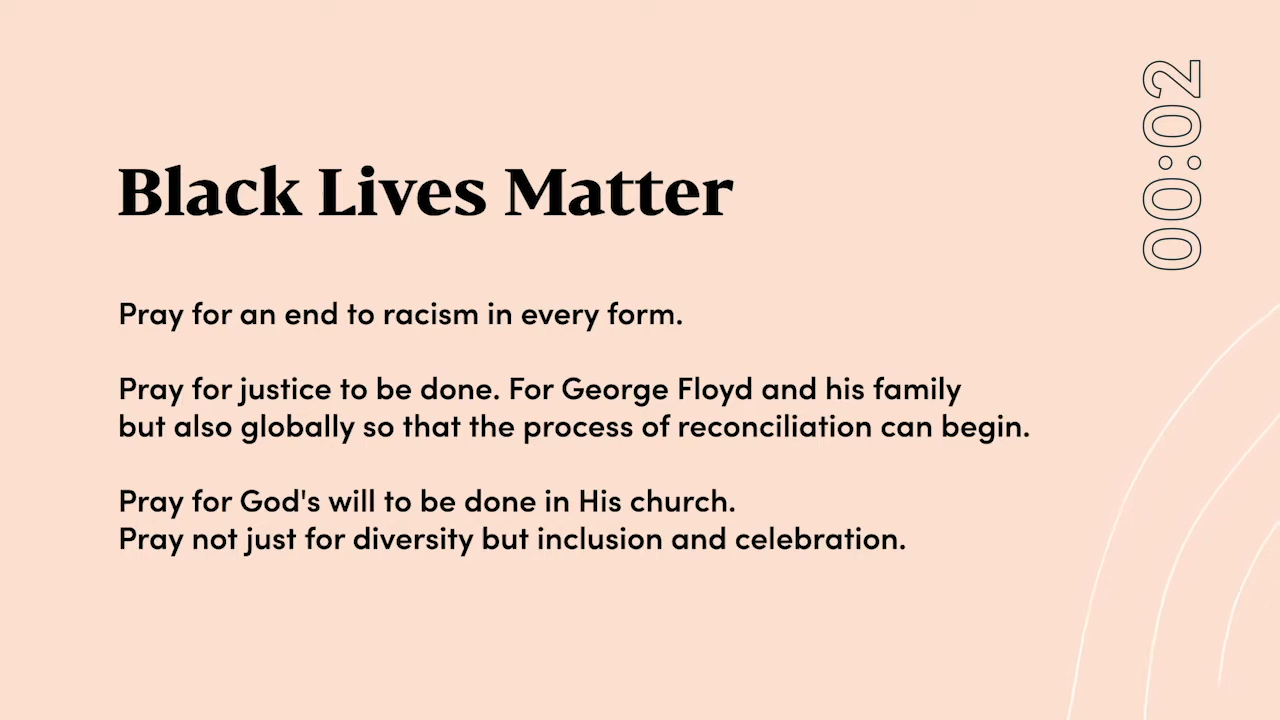 Black Lives Matter
Pray for an end to racism in every form.
Pray for justice to be done. For George Floyd and his family
but also globally so that the process of reconciliation can begin.
Pray for God's will to be done in His church.
Pray not just for diversity but inclusion and celebration.
00:02